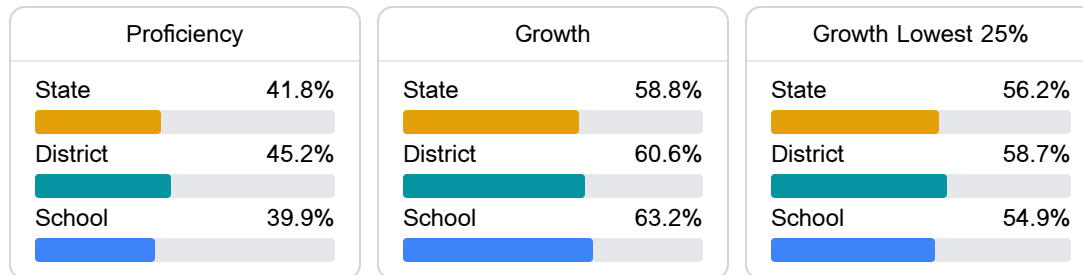 Proficiency
State 41.8%
District 45.2%
School 39.9%
Growth
State 58.8%
District 60.6%
School 63.2%
Growth Lowest 25%
State 56.2%
District 58.7%
School 54.9%